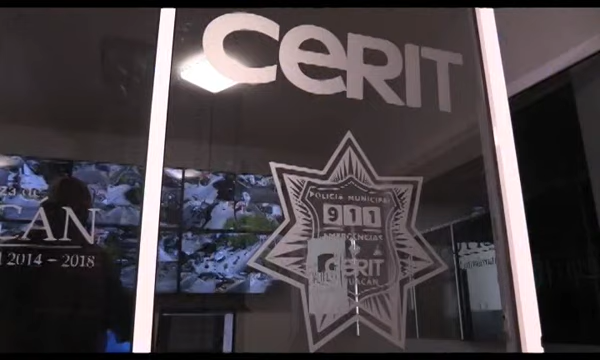 CERIT
POLICIA MUNICIPAL
911
EMERGENCIAS
CERIT
CAN
2014 – 2018